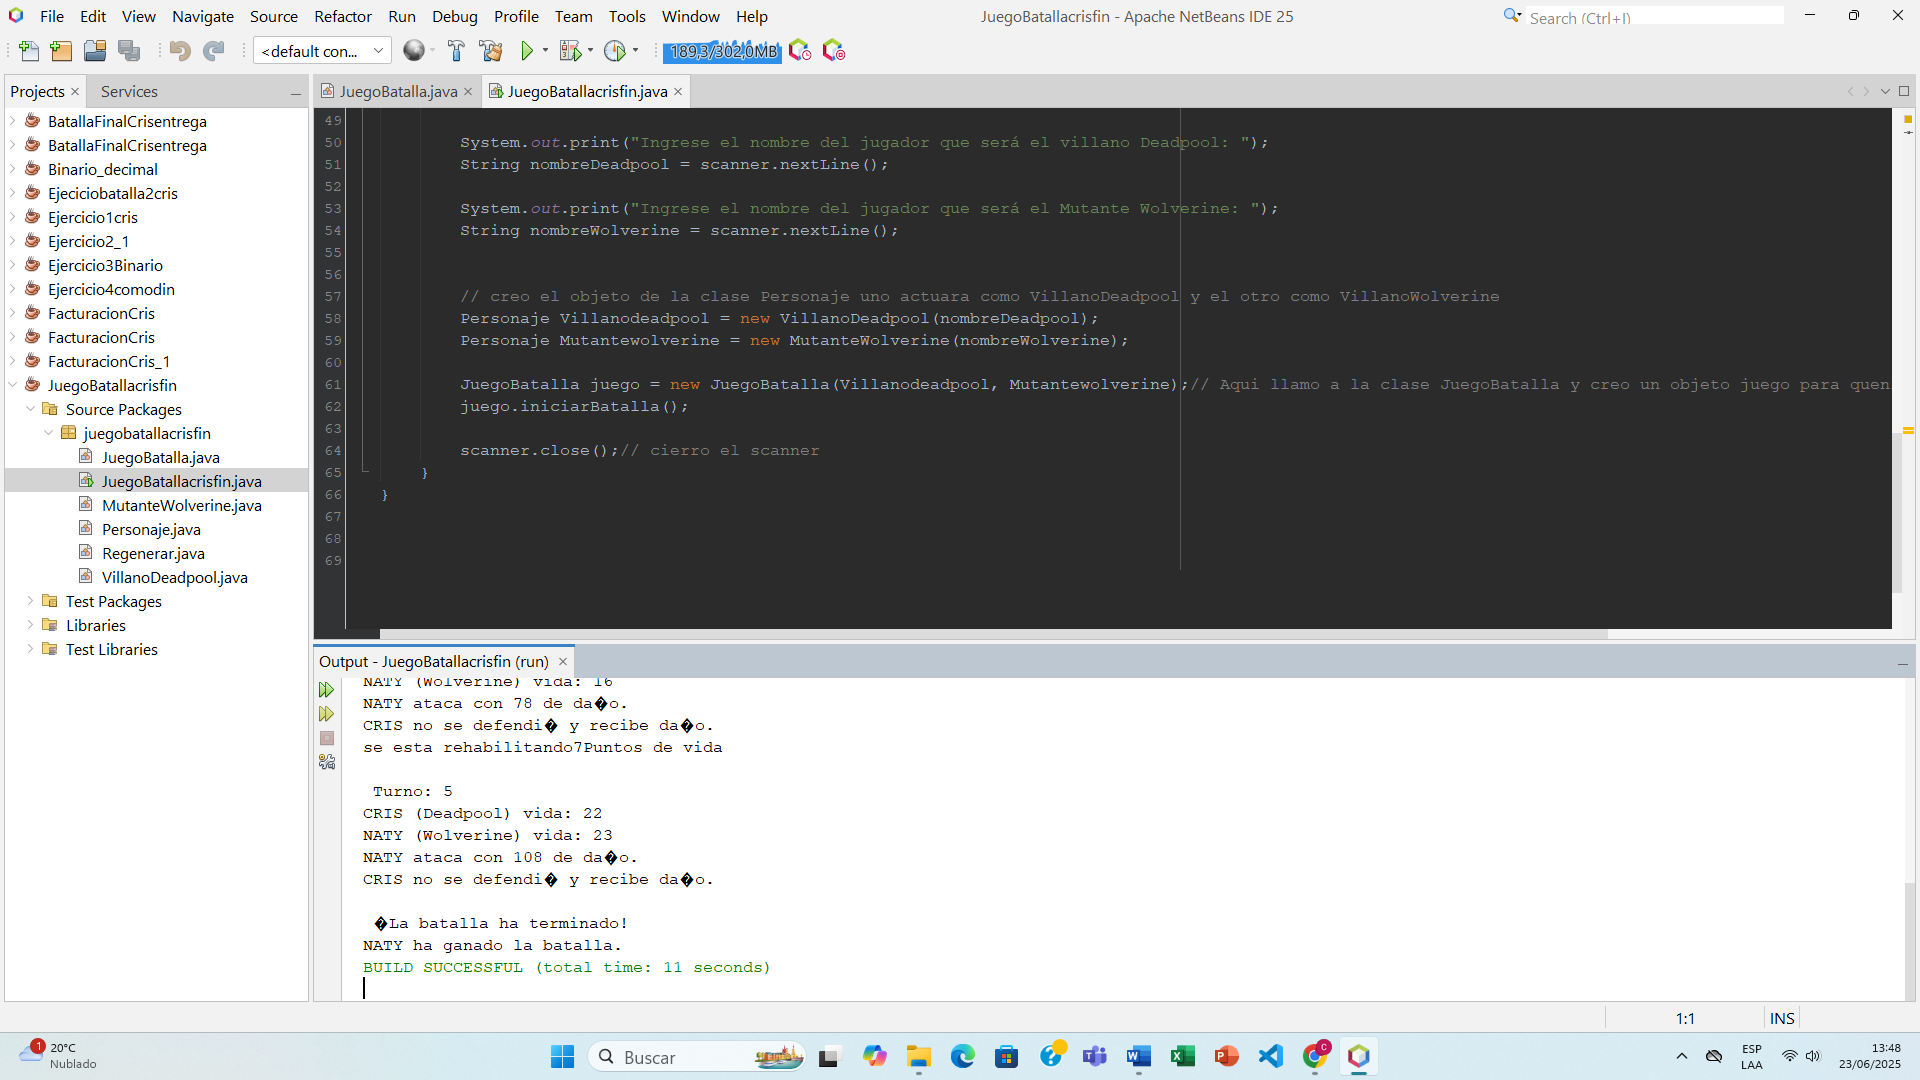 File Edit View Navigate Source Refactor Run Debug Profile Team Tools Window Help
JuegoBatallacrisfin - Apache NetBeans IDE 25
Search (Ctrl+I)
<default con...
189,3/302,0MB
Projects
Services
BatallaFinalCrisentrega
BatallaFinalCrisentrega
Binario_decimal
Ejeciciobatalla2cris
Ejercicio1cris
Ejercicio2_1
Ejercicio3Binario
Ejercicio4comodin
FacturacionCris
FacturacionCris
FacturacionCris_1
JuegoBatallacrisfin
Source Packages
juegobatallacrisfin
JuegoBatalla.java
JuegoBatallacrisfin.java
MutanteWolverine.java
Personaje.java
Regenerar.java
VillanoDeadpool.java
Test Packages
Libraries
Test Libraries
JuegoBatalla.java
JuegoBatallacrisfin.java
49
50 System.out.print("Ingrese el nombre del jugador que será el villano Deadpool: ");
51 String nombreDeadpool = scanner.nextLine();
52
53 System.out.print("Ingrese el nombre del jugador que será el Mutante Wolverine: ");
54 String nombreWolverine = scanner.nextLine();
55
56
57 // creo el objeto de la clase Personaje uno actuara como VillanoDeadpool y el otro como VillanoWolverine
58 Personaje Villanodeadpool = new VillanoDeadpool(nombreDeadpool);
59 Personaje Mutantewolverine = new MutanteWolverine(nombreWolverine);
60
61 JuegoBatalla juego = new JuegoBatalla(Villanodeadpool, Mutantewolverine);// Aqui llamo a la clase JuegoBatalla y creo un objeto juego para quen
62 juego.iniciarBatalla();
63
64 scanner.close();// cierro el scanner
65 }
66 }
67
68
69
Output - JuegoBatallacrisfin (run)
NATY (Wolverine) vida: 16
NATY ataca con 78 de da�o.
CRIS no se defendi� y recibe da�o.
se esta rehabilitando7Puntos de vida
Turno: 5
CRIS (Deadpool) vida: 22
NATY (Wolverine) vida: 23
NATY ataca con 108 de da�o.
CRIS no se defendi� y recibe da�o.
�La batalla ha terminado!
NATY ha ganado la batalla.
BUILD SUCCESSFUL (total time: 11 seconds)
1:1
INS
1
20°C
Nublado
Buscar
C
ESP
LAA
13:48
23/06/2025